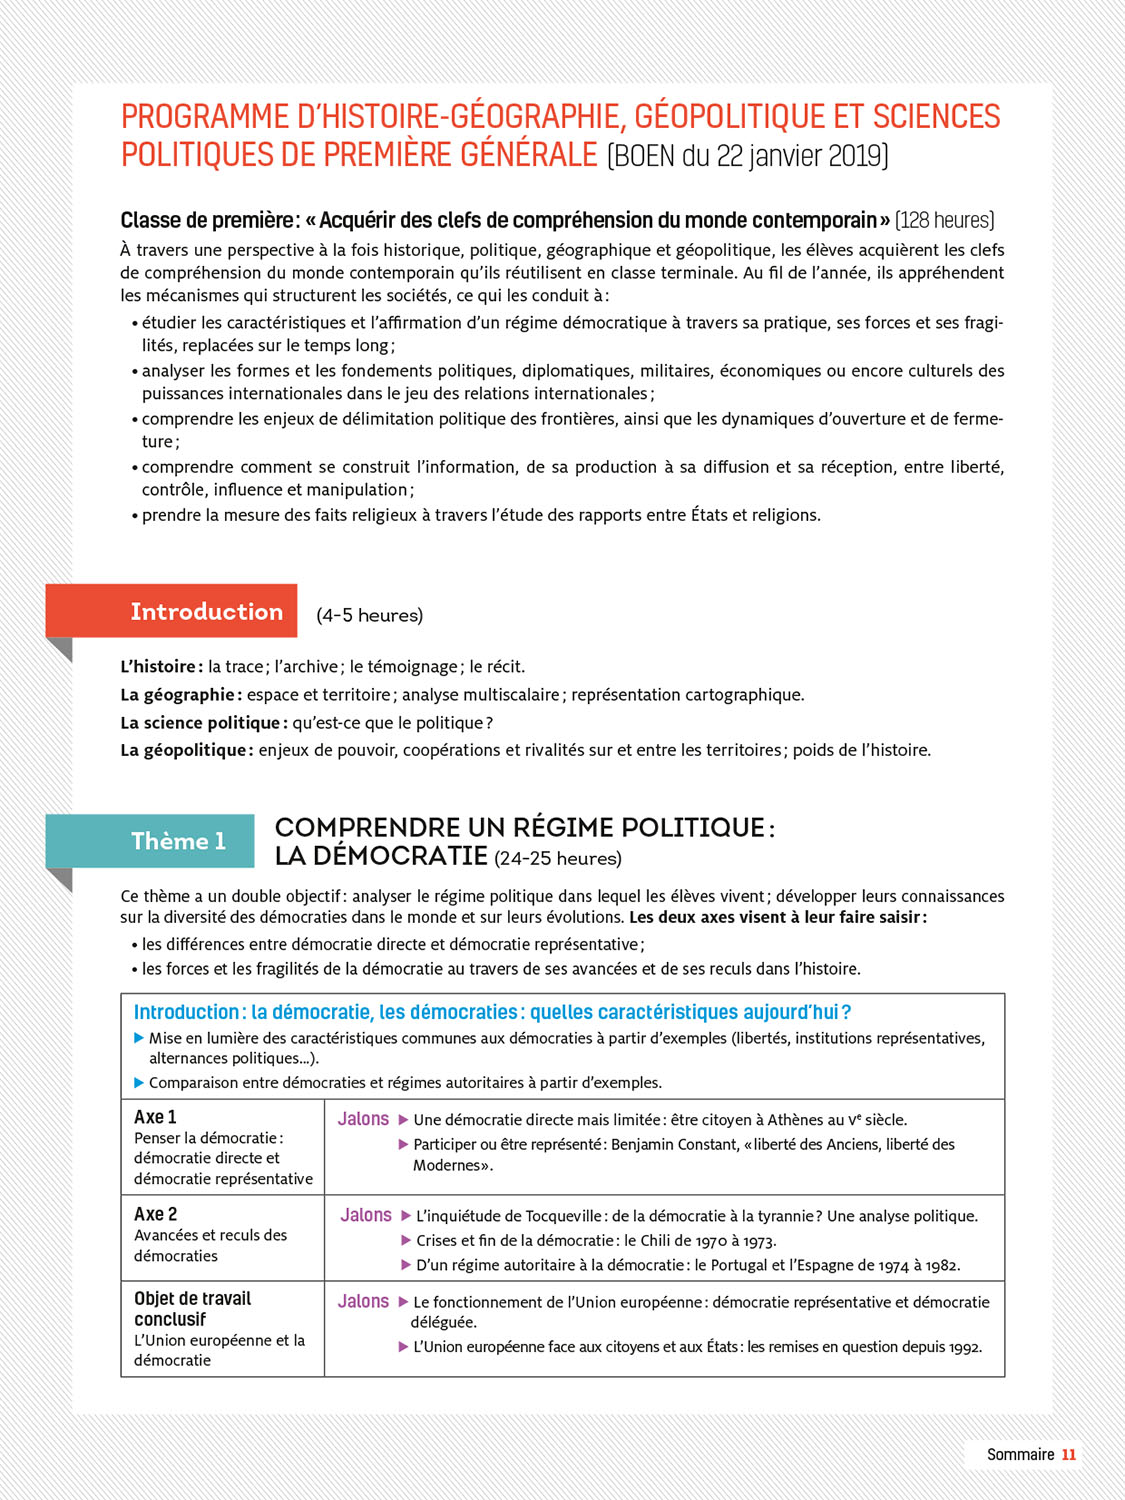 PROGRAMME D'HISTOIRE-GÉOGRAPHIE, GÉOPOLITIQUE ET SCIENCES
POLITIQUES DE PREMIÈRE GÉNÉRALE (BOEN du 22 janvier 2019)
Classe de première : « Acquérir des clefs de compréhension du monde contemporain » (128 heures)
À travers une perspective à la fois historique, politique, géographique et géopolitique, les élèves acquièrent les clefs
de compréhension du monde contemporain qu'ils réutilisent en classe terminale. Au fil de l'année, ils appréhendent
les mécanismes qui structurent les sociétés, ce qui les conduit à :
• étudier les caractéristiques et l'affirmation d'un régime démocratique à travers sa pratique, ses forces et ses fragi-
lités, replacées sur le temps long ;
• analyser les formes et les fondements politiques, diplomatiques, militaires, économiques ou encore culturels des
puissances internationales dans le jeu des relations internationales ;
• comprendre les enjeux de délimitation politique des frontières, ainsi que les dynamiques d'ouverture et de ferme-
ture ;
• comprendre comment se construit l'information, de sa production à sa diffusion et sa réception, entre liberté,
contrôle, influence et manipulation ;
• prendre la mesure des faits religieux à travers l'étude des rapports entre États et religions.
Introduction (4-5 heures)
L'histoire : la trace ; l'archive ; le témoignage ; le récit.
La géographie : espace et territoire ; analyse multiscalaire ; représentation cartographique.
La science politique : qu'est-ce que le politique ?
La géopolitique : enjeux de pouvoir, coopérations et rivalités sur et entre les territoires ; poids de l'histoire.
Thème 1
COMPRENDRE UN RÉGIME POLITIQUE :
LA DÉMOCRATIE (24-25 heures)
Ce thème a un double objectif : analyser le régime politique dans lequel les élèves vivent ; développer leurs connaissances
sur la diversité des démocraties dans le monde et sur leurs évolutions. Les deux axes visent à leur faire saisir :
• les différences entre démocratie directe et démocratie représentative ;
• les forces et les fragilités de la démocratie au travers de ses avancées et de ses reculs dans l'histoire.
Introduction : la démocratie, les démocraties : quelles caractéristiques aujourd'hui ?
▶ Mise en lumière des caractéristiques communes aux démocraties à partir d'exemples (libertés, institutions représentatives,
alternances politiques...).
▶ Comparaison entre démocraties et régimes autoritaires à partir d'exemples.
Axe 1
Penser la démocratie :
démocratie directe et
démocratie représentative
Jalons ▶ Une démocratie directe mais limitée : être citoyen à Athènes au Vᵉ siècle.
▶ Participer ou être représenté : Benjamin Constant, « liberté des Anciens, liberté des
Modernes ».
Axe 2
Avancées et reculs des
démocraties
Jalons ▶ L'inquiétude de Tocqueville : de la démocratie à la tyrannie ? Une analyse politique.
▶ Crises et fin de la démocratie : le Chili de 1970 à 1973.
▶ D'un régime autoritaire à la démocratie : le Portugal et l'Espagne de 1974 à 1982.
Objet de travail
conclusif
L'Union européenne et la
démocratie
Jalons ▶ Le fonctionnement de l'Union européenne : démocratie représentative et démocratie
déléguée.
▶ L'Union européenne face aux citoyens et aux États : les remises en question depuis 1992.
Sommaire 11